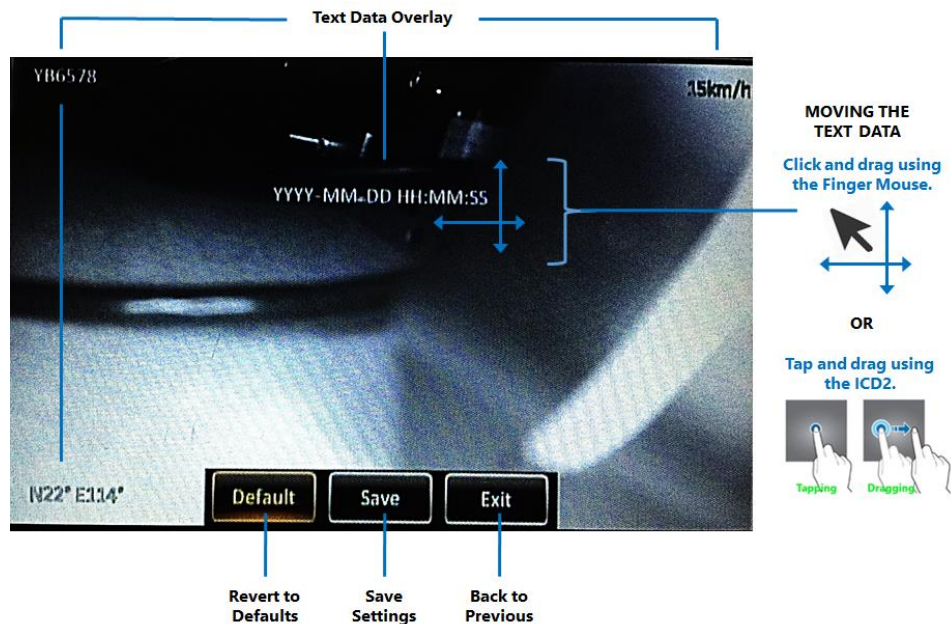 Text Data Overlay
YB6578
15km/h
YYYY-MM-DD HH:MM:SS
N22° E114°
Default Save Exit
Revert to
Defaults
Save
Settings
Back to
Previous
MOVING THE
TEXT DATA
Click and drag using
the Finger Mouse.
OR
Tap and drag using
the ICD2.
Tapping Dragging